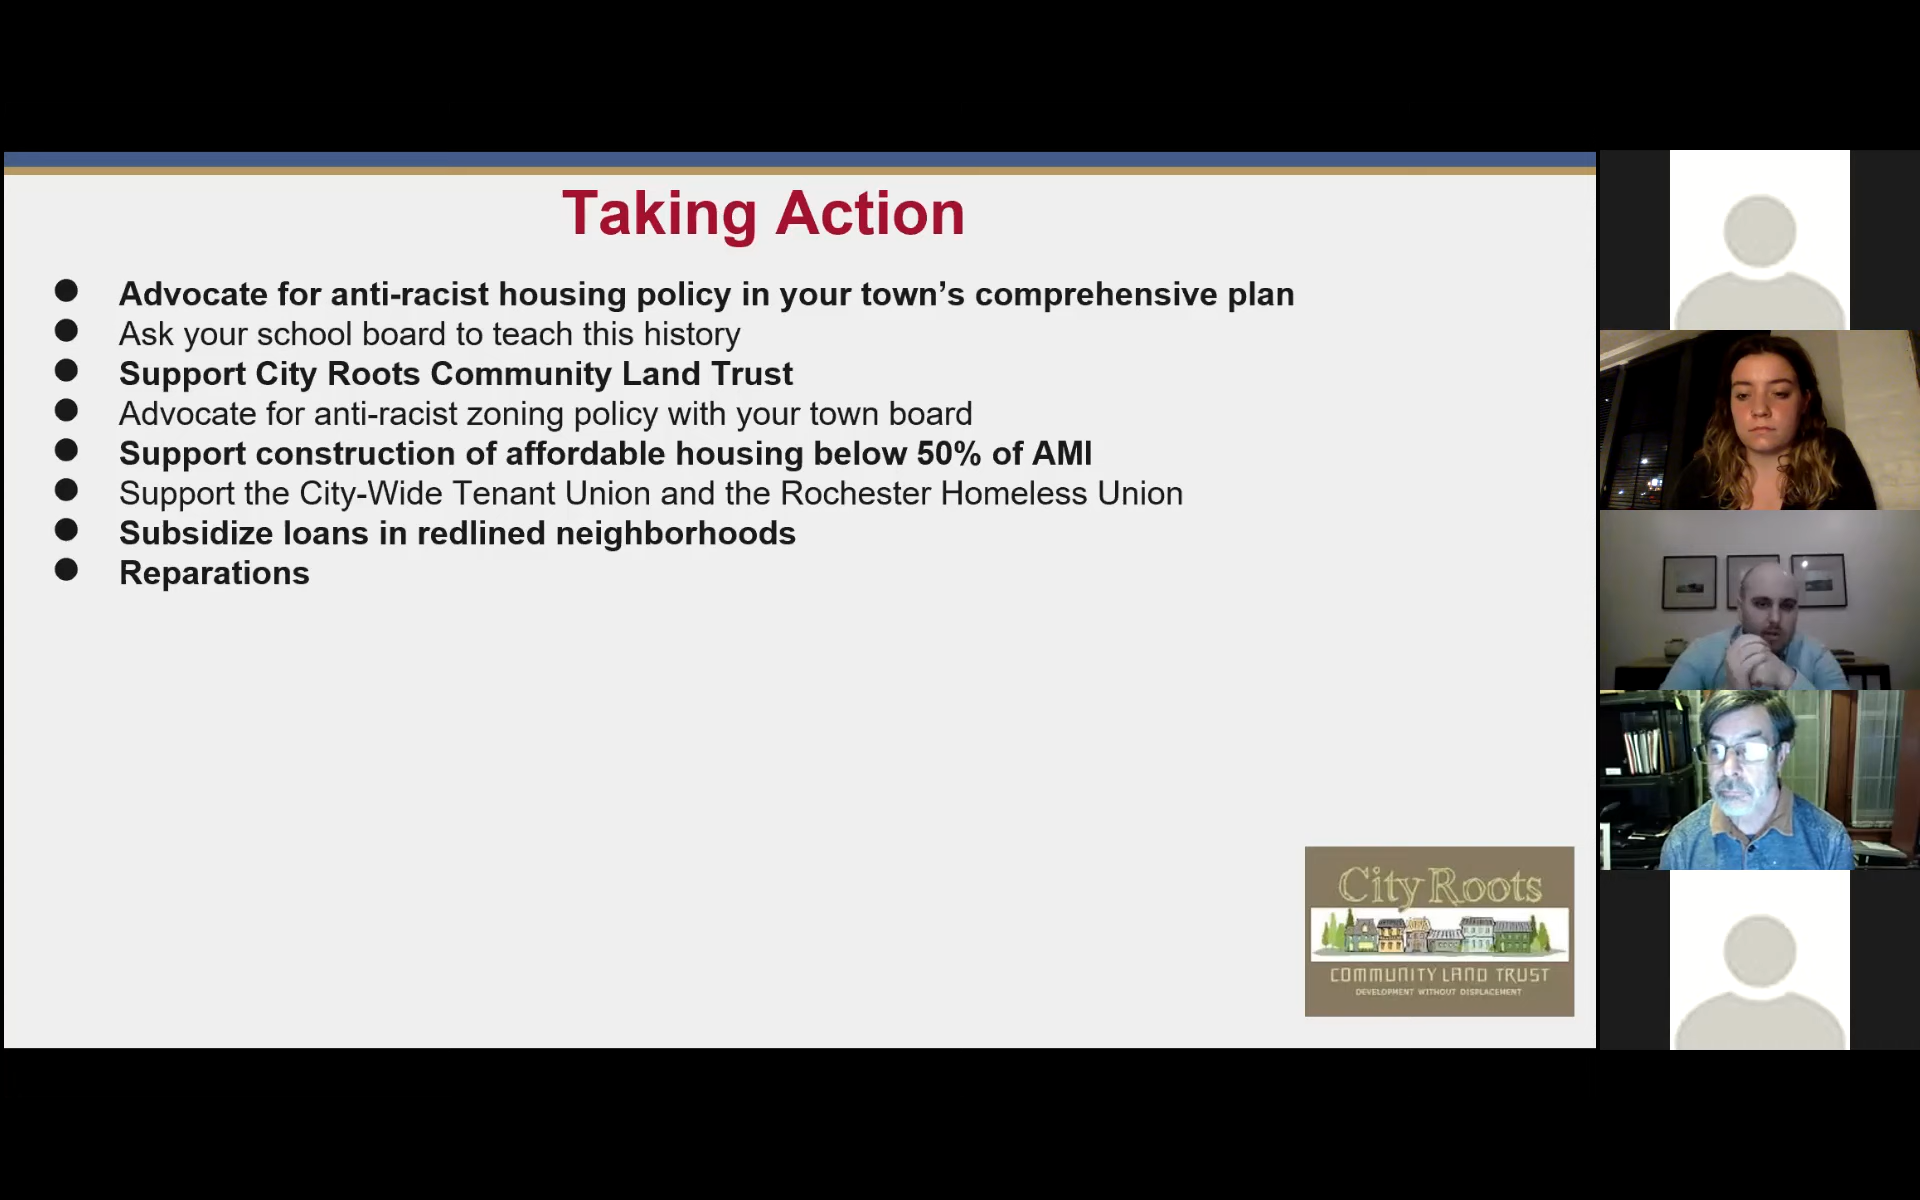 Taking Action
● Advocate for anti-racist housing policy in your town’s comprehensive plan
● Ask your school board to teach this history
● Support City Roots Community Land Trust
● Advocate for anti-racist zoning policy with your town board
● Support construction of affordable housing below 50% of AMI
● Support the City-Wide Tenant Union and the Rochester Homeless Union
● Subsidize loans in redlined neighborhoods
● Reparations
City Roots
COMMUNITY LAND TRUST
DEVELOPMENT WITHOUT DISPLACEMENT